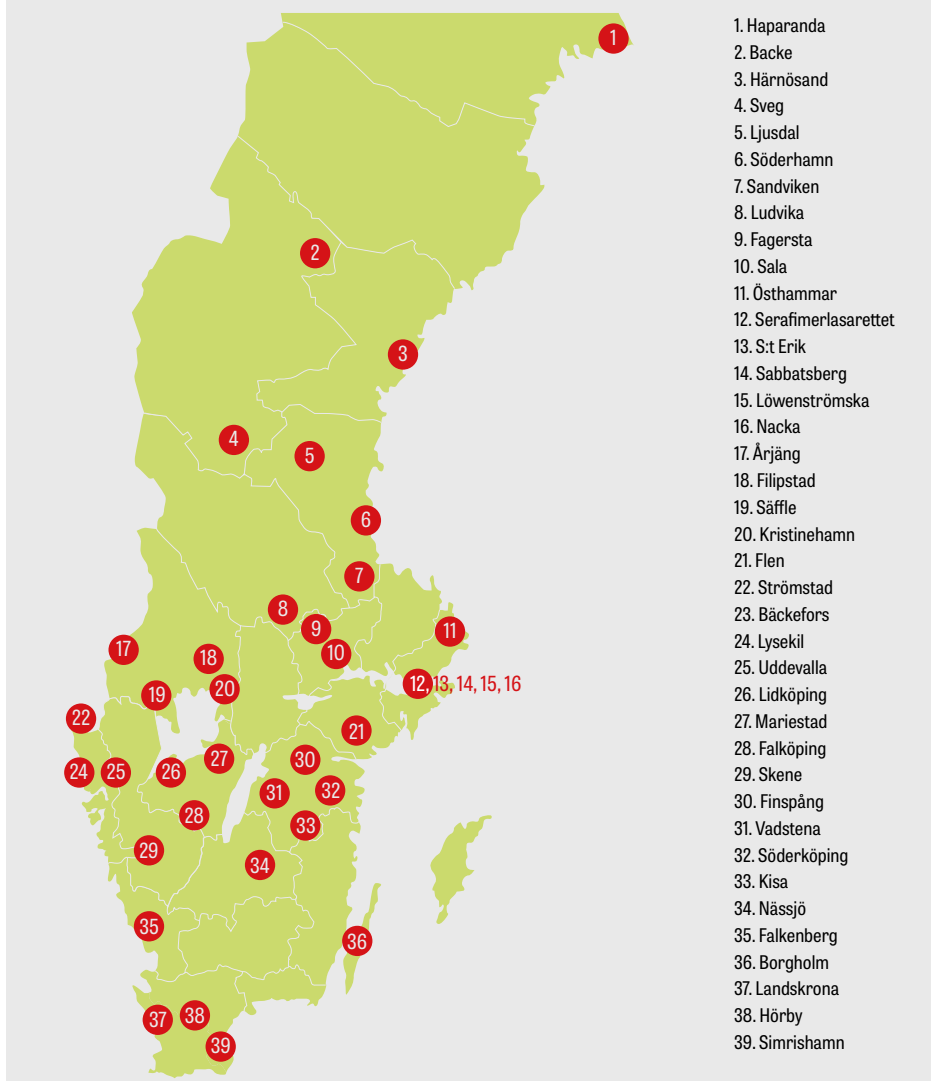 1
2
3
4
5
6
7
8
9
10
11
12, 13, 14, 15, 16
17
18
19
20
21
22
24
25
26
27
28
29
30
31
32
33
34
35
36
37
38
39
1. Haparanda
2. Backe
3. Härnösand
4. Sveg
5. Ljusdal
6. Söderhamn
7. Sandviken
8. Ludvika
9. Fagersta
10. Sala
11. Östhammar
12. Serafimerlasarettet
13. S:t Erik
14. Sabbatsberg
15. Löwenströmska
16. Nacka
17. Årjäng
18. Filipstad
19. Säffle
20. Kristinehamn
21. Flen
22. Strömstad
23. Bäckefors
24. Lysekil
25. Uddevalla
26. Lidköping
27. Mariestad
28. Falköping
29. Skene
30. Finspång
31. Vadstena
32. Söderköping
33. Kisa
34. Nässjö
35. Falkenberg
36. Borgholm
37. Landskrona
38. Hörby
39. Simrishamn